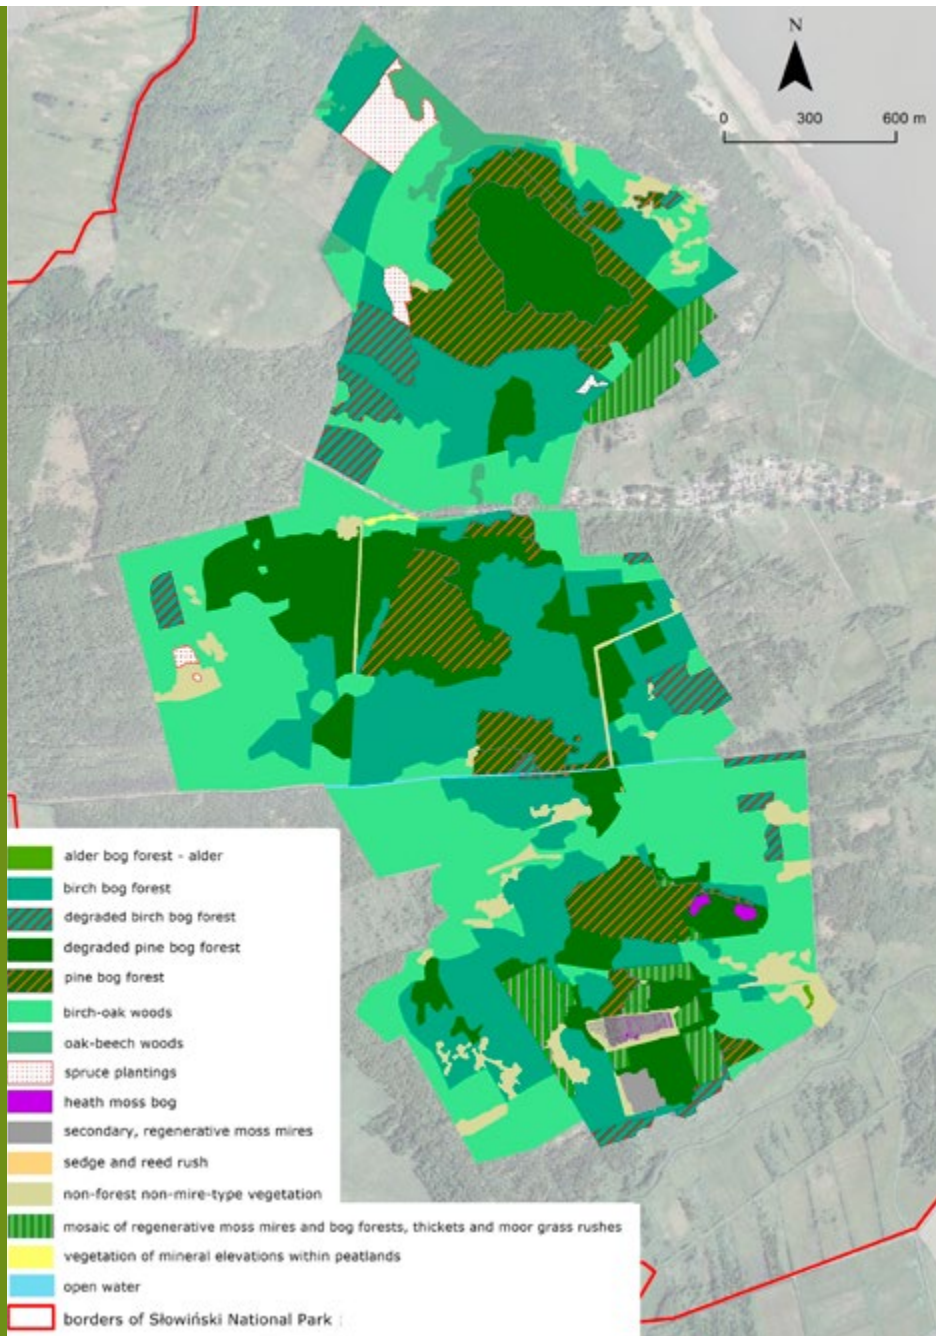 N
0 300 600 m
alder bog forest - alder
birch bog forest
degraded birch bog forest
degraded pine bog forest
pine bog forest
birch-oak woods
oak-beech woods
spruce plantings
heath moss bog
secondary, regenerative moss mires
sedge and reed rush
non-forest non-mire-type vegetation
mosaic of regenerative moss mires and bog forests, thickets and moor grass rushes
vegetation of mineral elevations within peatlands
open water
borders of Słowiński National Park